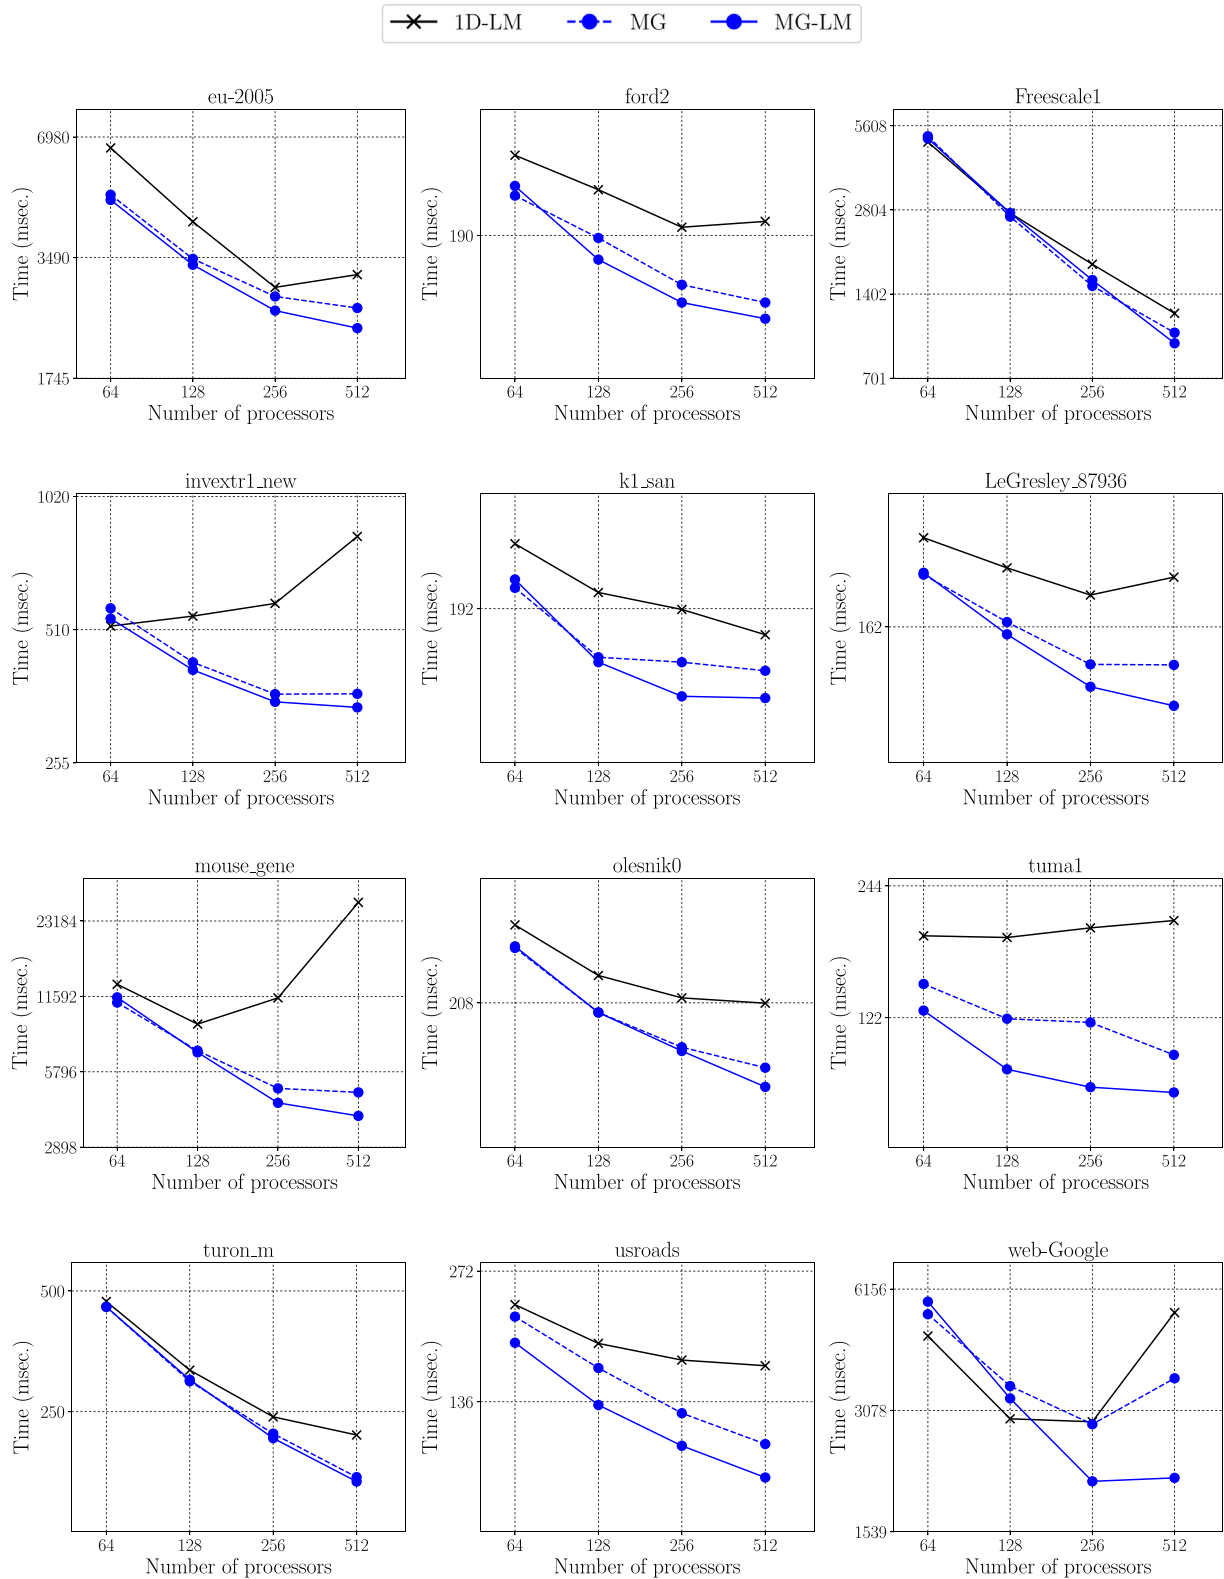 1D-LM MG MG-LM
eu-2005
Time (msec.)
6980
3490
1745
64 128 256 512
Number of processors
ford2
Time (msec.)
190
64 128 256 512
Number of processors
Freescale1
Time (msec.)
5608
2804
1402
701
64 128 256 512
Number of processors
invextr1_new
Time (msec.)
1020
510
255
64 128 256 512
Number of processors
k1_san
Time (msec.)
192
64 128 256 512
Number of processors
LeGresley_87936
Time (msec.)
162
64 128 256 512
Number of processors
mouse_gene
Time (msec.)
23184
11592
5796
2898
64 128 256 512
Number of processors
olesnik0
Time (msec.)
208
64 128 256 512
Number of processors
tuma1
Time (msec.)
244
122
64 128 256 512
Number of processors
turon_m
Time (msec.)
500
250
64 128 256 512
Number of processors
usroads
Time (msec.)
272
136
64 128 256 512
Number of processors
web-Google
Time (msec.)
6156
3078
1539
64 128 256 512
Number of processors